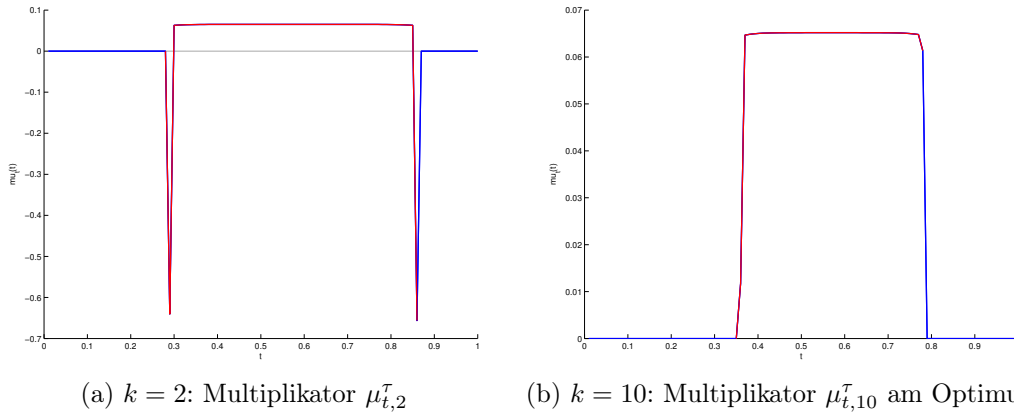 0.1
0
−0.1
−0.2
−0.3
−0.4
−0.5
−0.6
−0.7
0 0.1 0.2 0.3 0.4 0.5 0.6 0.7 0.8 0.9 1
t
0.07
0.06
0.05
0.04
0.03
0.02
0.01
0
0 0.1 0.2 0.3 0.4 0.5 0.6 0.7 0.8 0.9
t
(a) k = 2: Multiplikator μ^τ_{t,2}
(b) k = 10: Multiplikator μ^τ_{t,10} am Optimu